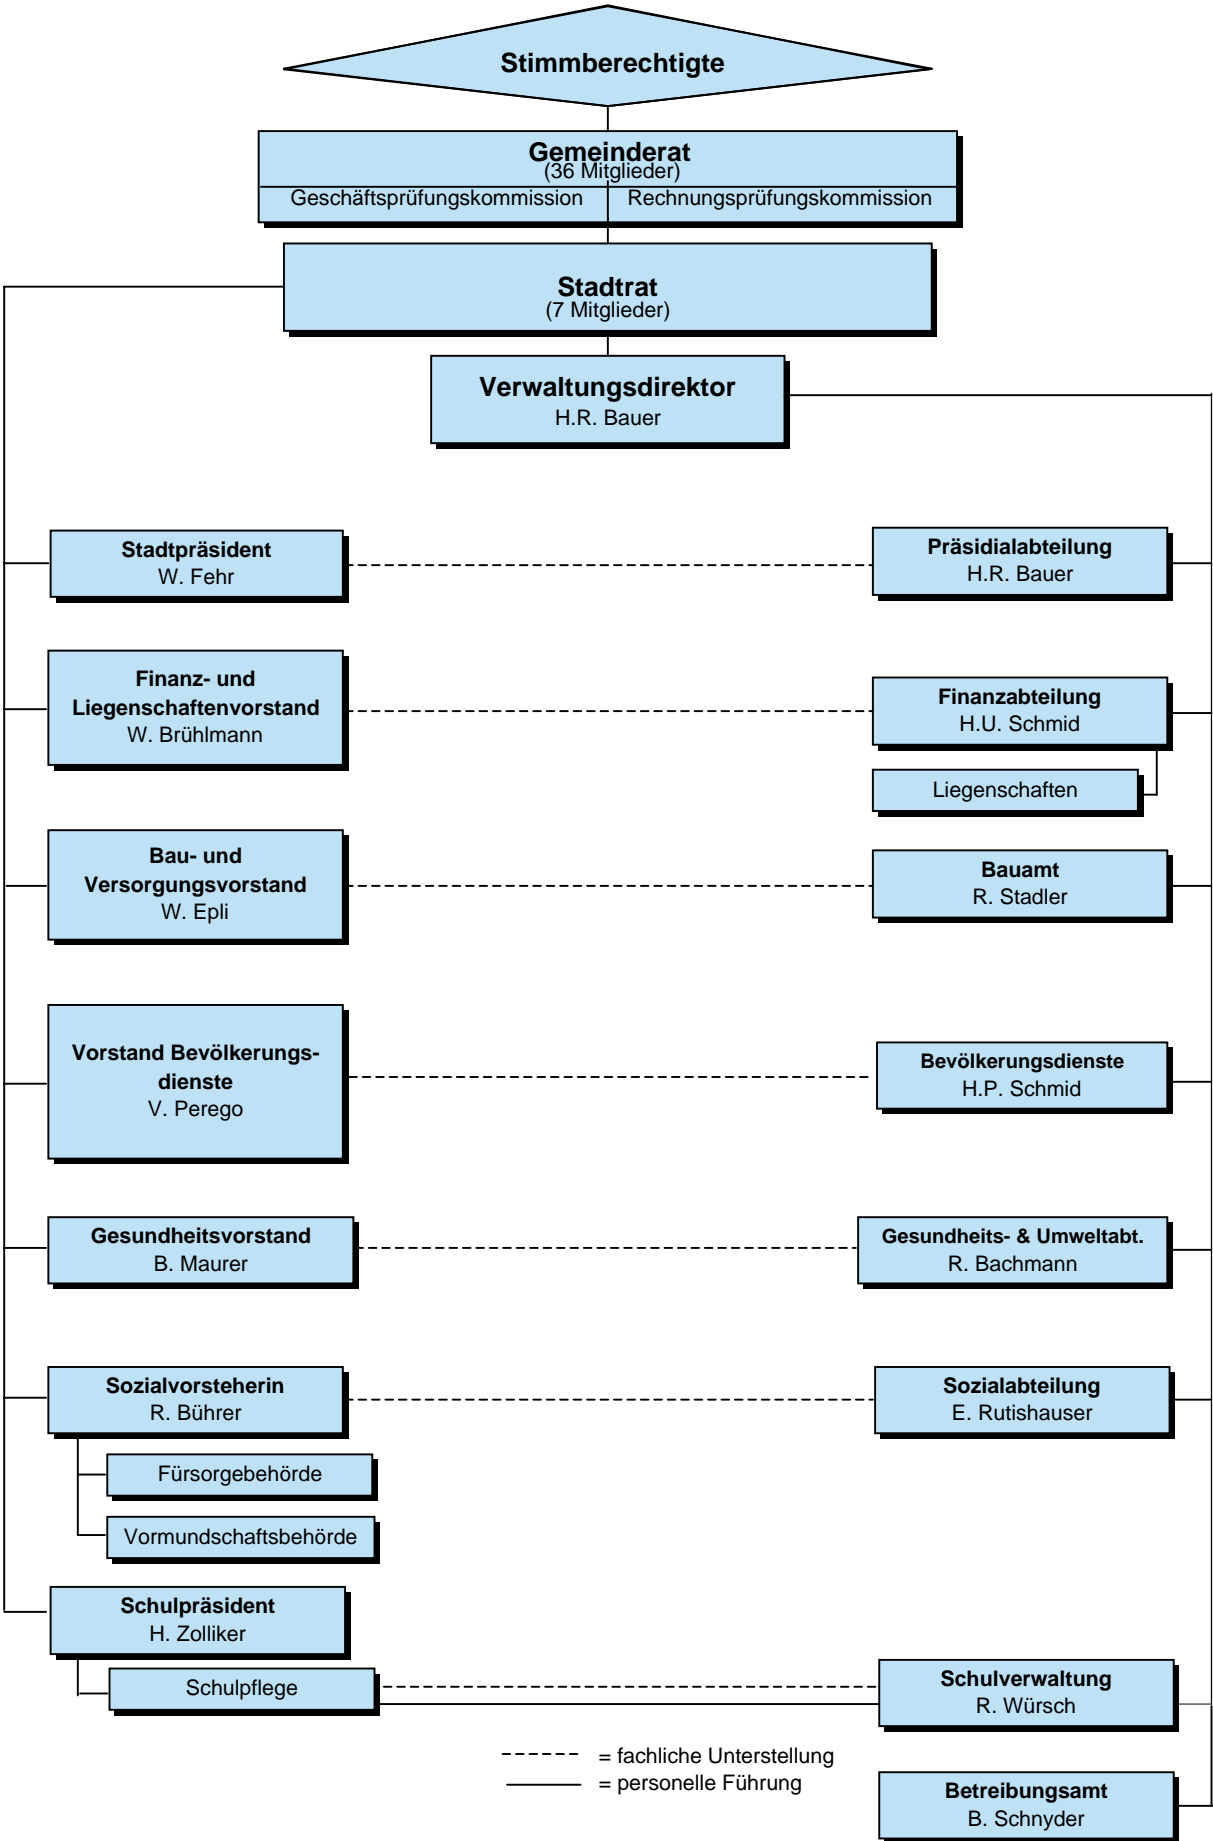 Stimmberechtigte
Gemeinderat
(36 Mitglieder)
Geschäftsprüfungskommission
Rechnungsprüfungskommission
Stadtrat
(7 Mitglieder)
Verwaltungsdirektor
H.R. Bauer
Stadtpräsident
W. Fehr
Präsidialabteilung
H.R. Bauer
Finanz- und
Liegenschaftenvorstand
W. Brühlmann
Finanzabteilung
H.U. Schmid
Liegenschaften
Bau- und
Versorgungsvorstand
W. Epli
Bauamt
R. Stadler
Vorstand Bevölkerungs-
dienste
V. Perego
Bevölkerungsdienste
H.P. Schmid
Gesundheitsvorstand
B. Maurer
Gesundheits- & Umweltabt.
R. Bachmann
Sozialvorsteherin
R. Bührer
Sozialabteilung
E. Rutishauser
Fürsorgebehörde
Vormundschaftsbehörde
Schulpräsident
H. Zolliker
Schulpflege
Schulverwaltung
R. Würsch
= fachliche Unterstellung
= personelle Führung
Betreibungsamt
B. Schnyder